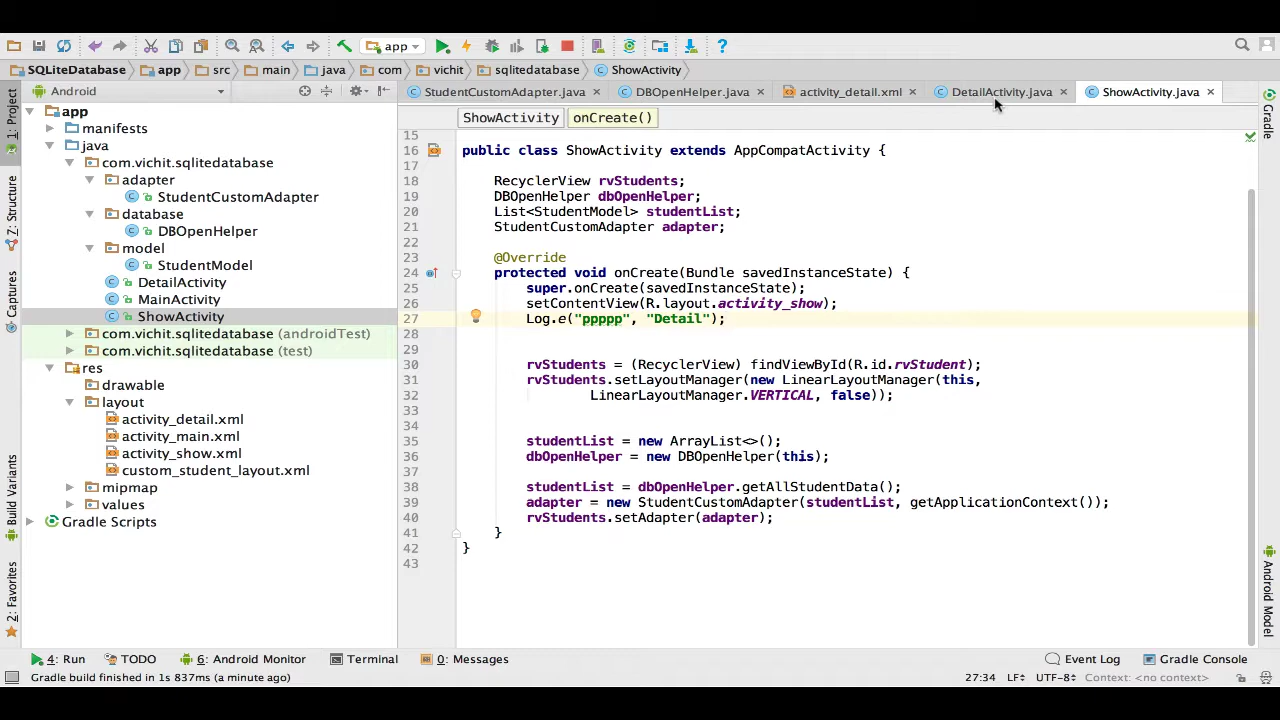 app
SQLiteDatabase
app
src
main
java
com
vichit
sqlitedatabase
ShowActivity
1: Project
Z: Structure
Captures
Build Variants
2: Favorites
Android
app
manifests
java
com.vichit.sqlitedatabase
adapter
StudentCustomAdapter
database
DBOpenHelper
model
StudentModel
DetailActivity
MainActivity
ShowActivity
com.vichit.sqlitedatabase (androidTest)
com.vichit.sqlitedatabase (test)
res
drawable
layout
activity_detail.xml
activity_main.xml
activity_show.xml
custom_student_layout.xml
mipmap
values
Gradle Scripts
StudentCustomAdapter.java
DBOpenHelper.java
activity_detail.xml
DetailActivity.java
ShowActivity.java
ShowActivity
onCreate()
15
16 public class ShowActivity extends AppCompatActivity {
17
18 RecyclerView rvStudents;
19 DBOpenHelper dbOpenHelper;
20 List<StudentModel> studentList;
21 StudentCustomAdapter adapter;
22
23 @Override
24 protected void onCreate(Bundle savedInstanceState) {
25 super.onCreate(savedInstanceState);
26 setContentView(R.layout.activity_show);
27 Log.e("ppppp", "Detail");
28
29
30 rvStudents = (RecyclerView) findViewById(R.id.rvStudent);
31 rvStudents.setLayoutManager(new LinearLayoutManager(this,
32 LinearLayoutManager.VERTICAL, false));
33
34
35 studentList = new ArrayList<>();
36 dbOpenHelper = new DBOpenHelper(this);
37
38 studentList = dbOpenHelper.getAllStudentData();
39 adapter = new StudentCustomAdapter(studentList, getApplicationContext());
40 rvStudents.setAdapter(adapter);
41 }
42 }
43
Gradle
Android Model
4: Run
TODO
6: Android Monitor
Terminal
0: Messages
Event Log
Gradle Console
Gradle build finished in 1s 837ms (a minute ago)
27:34
LF
UTF-8
Context: <no context>